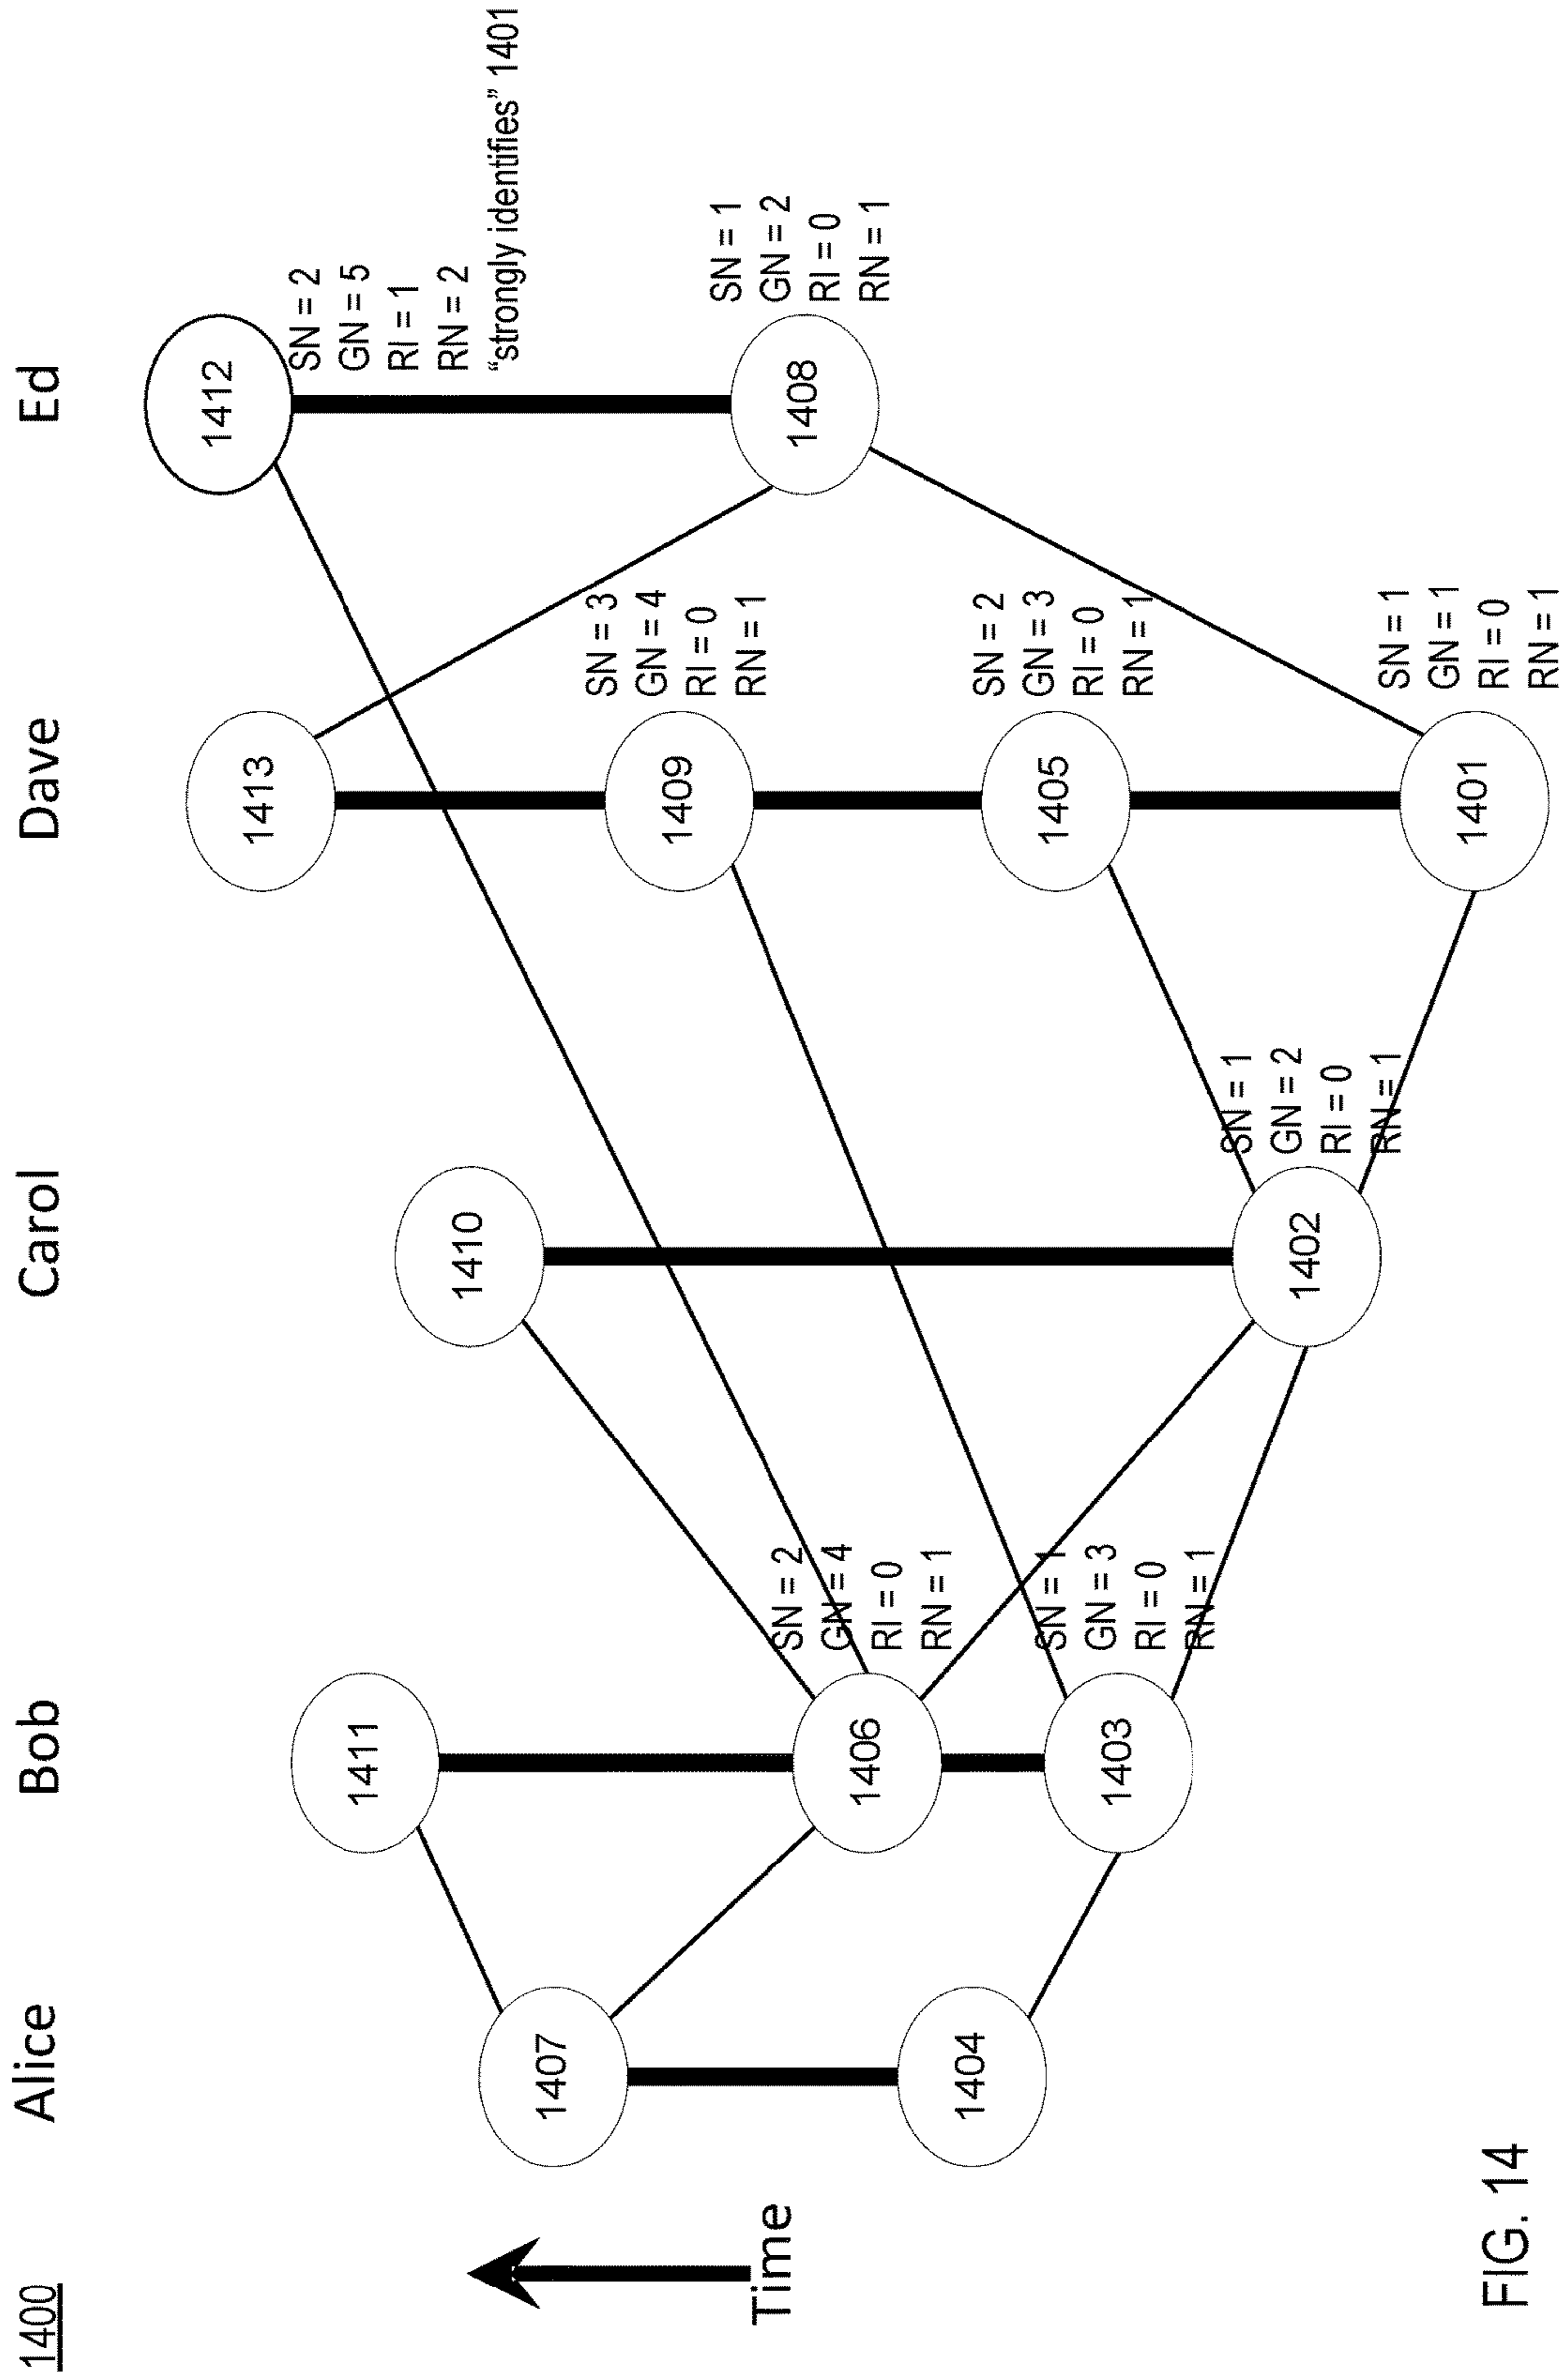 1400
Alice
Bob
Carol
Dave
Ed
1412
SN = 2
GN = 5
RI = 1
RN = 2
"strongly identifies" 1401
1413
1411
1410
1407
1409
SN = 3
GN = 4
RI = 0
RN = 1
1408
SN = 1
GN = 2
RI = 0
RN = 1
1406
SN = 2
GN = 4
RI = 0
RN = 1
1404
1405
SN = 2
GN = 3
RI = 0
RN = 1
1403
SN = 1
GN = 3
RI = 0
RN = 1
1402
SN = 1
GN = 2
RI = 0
RN = 1
1401
SN = 1
GN = 1
RI = 0
RN = 1
Time
FIG. 14